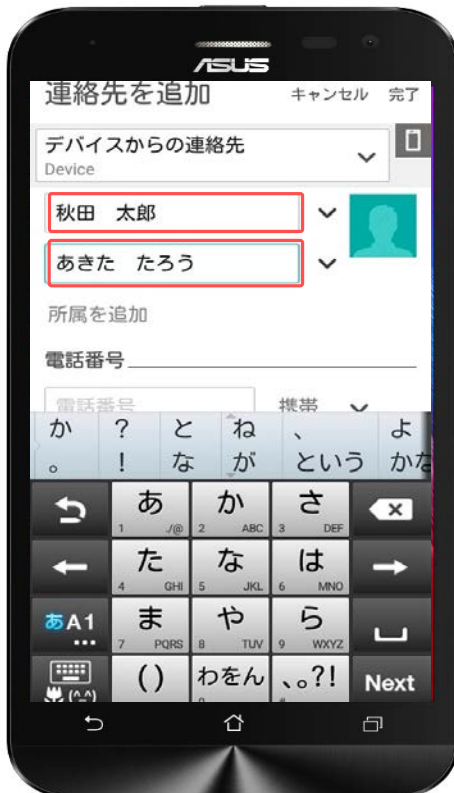 ASUS
連絡先を追加 キャンセル 完了
デバイスからの連絡先
Device
秋田 太郎
あきた たろう
所属を追加
電話番号
電話番号 携帯
か ? と ね 、 よ
。 ! な が という かな
あ か さ
1 ./@ 2 ABC 3 DEF
た な は
4 GHI 5 JKL 6 MNO
あA1 ま や ら
7 PQRS 8 TUV 9 WXYZ
() わをん 、。?! Next
(^_^)